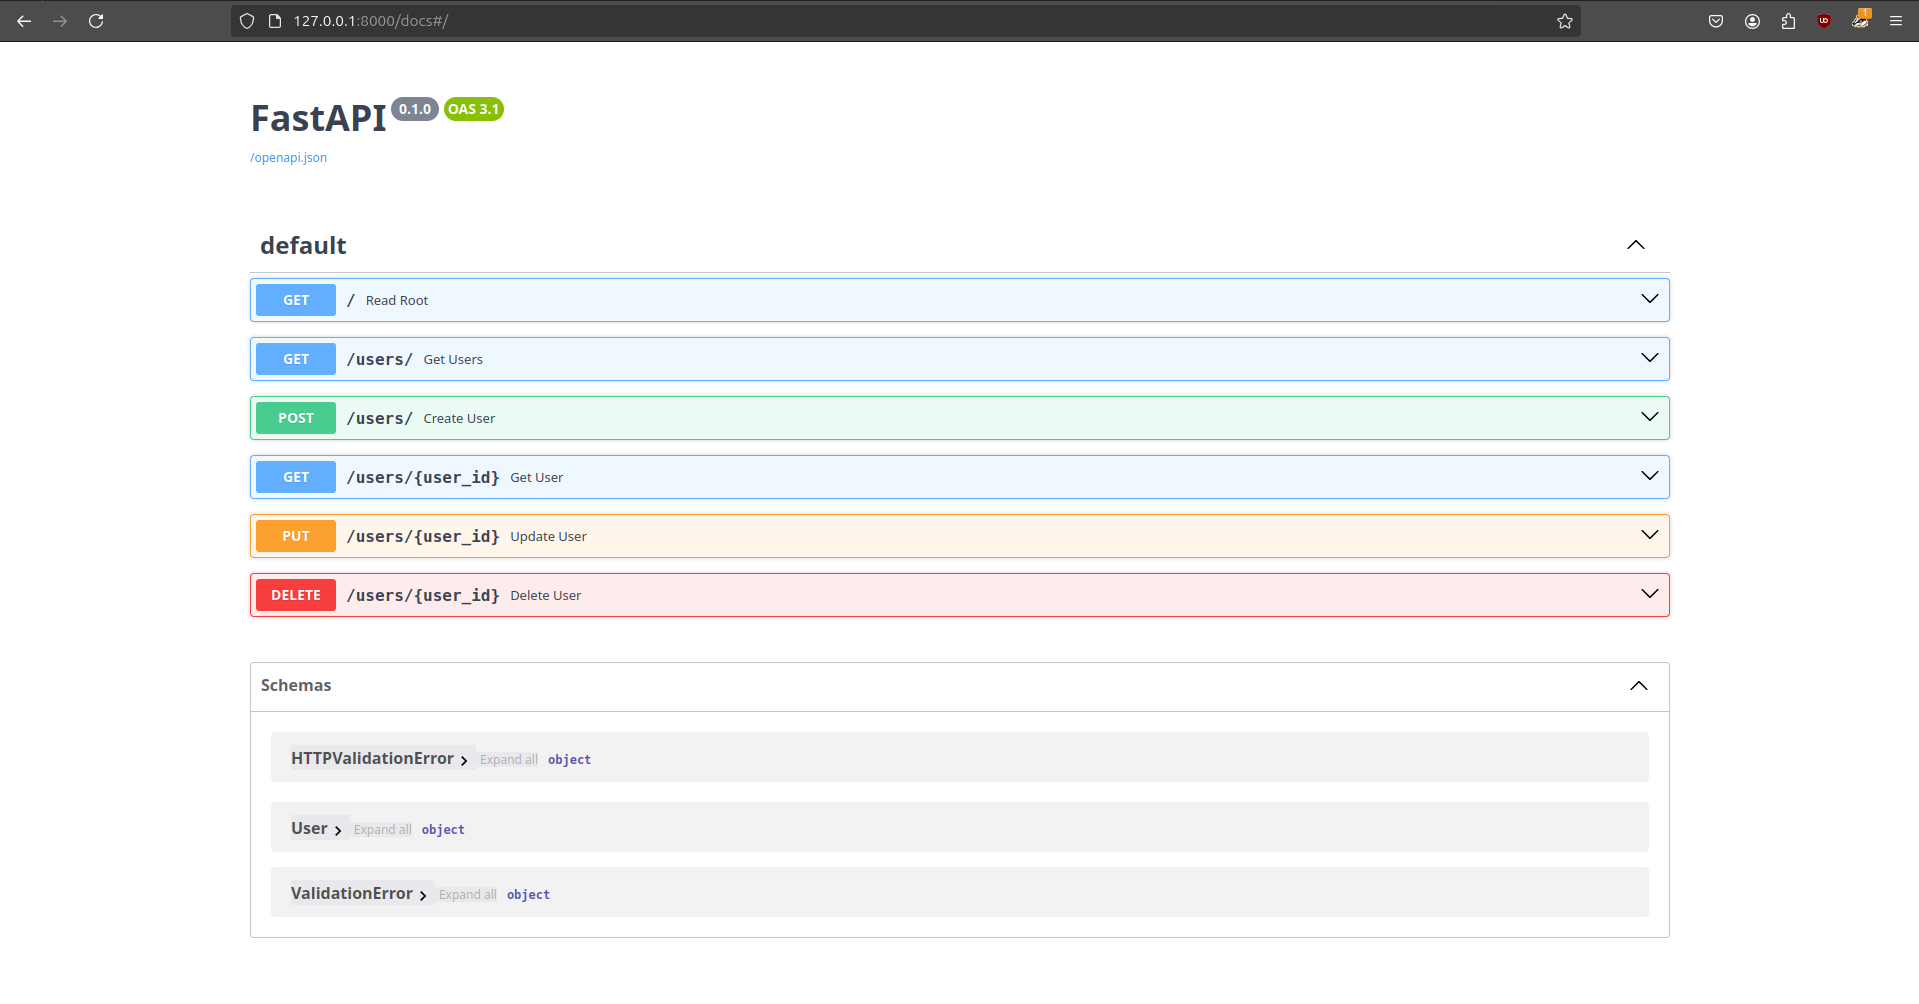 127.0.0.1:8000/docs#/
1
UD
FastAPI 0.1.0 OAS 3.1
/openapi.json
default
GET / Read Root
GET /users/ Get Users
POST /users/ Create User
GET /users/{user_id} Get User
PUT /users/{user_id} Update User
DELETE /users/{user_id} Delete User
Schemas
HTTPValidationError Expand all object
User Expand all object
ValidationError Expand all object